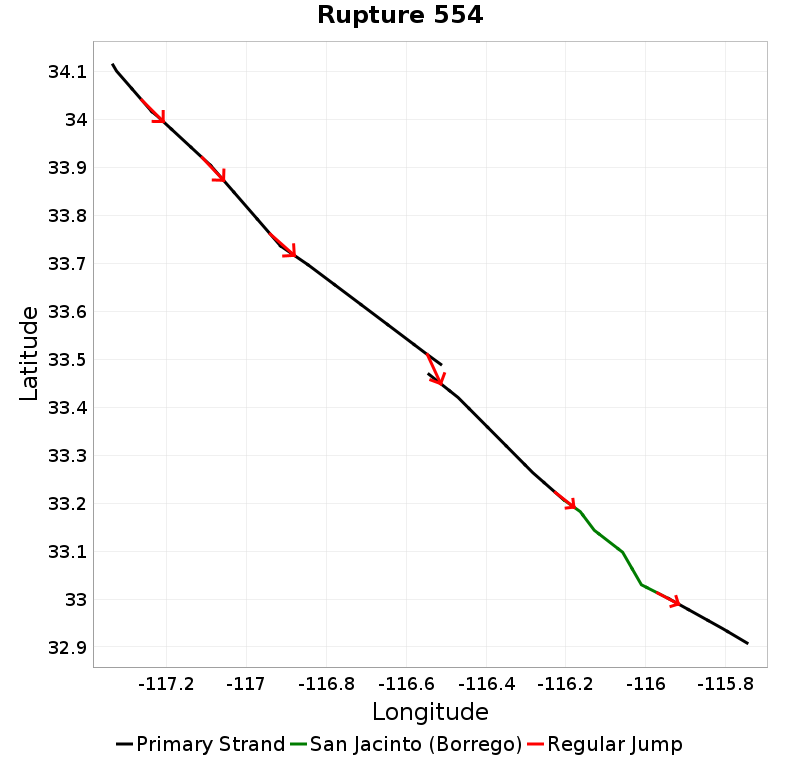 Rupture 554
34.1
34
33.9
33.8
33.7
33.6
33.5
33.4
33.3
33.2
33.1
33
32.9
Latitude
-117.2 -117 -116.8 -116.6 -116.4 -116.2 -116 -115.8
Longitude
Primary Strand San Jacinto (Borrego) Regular Jump